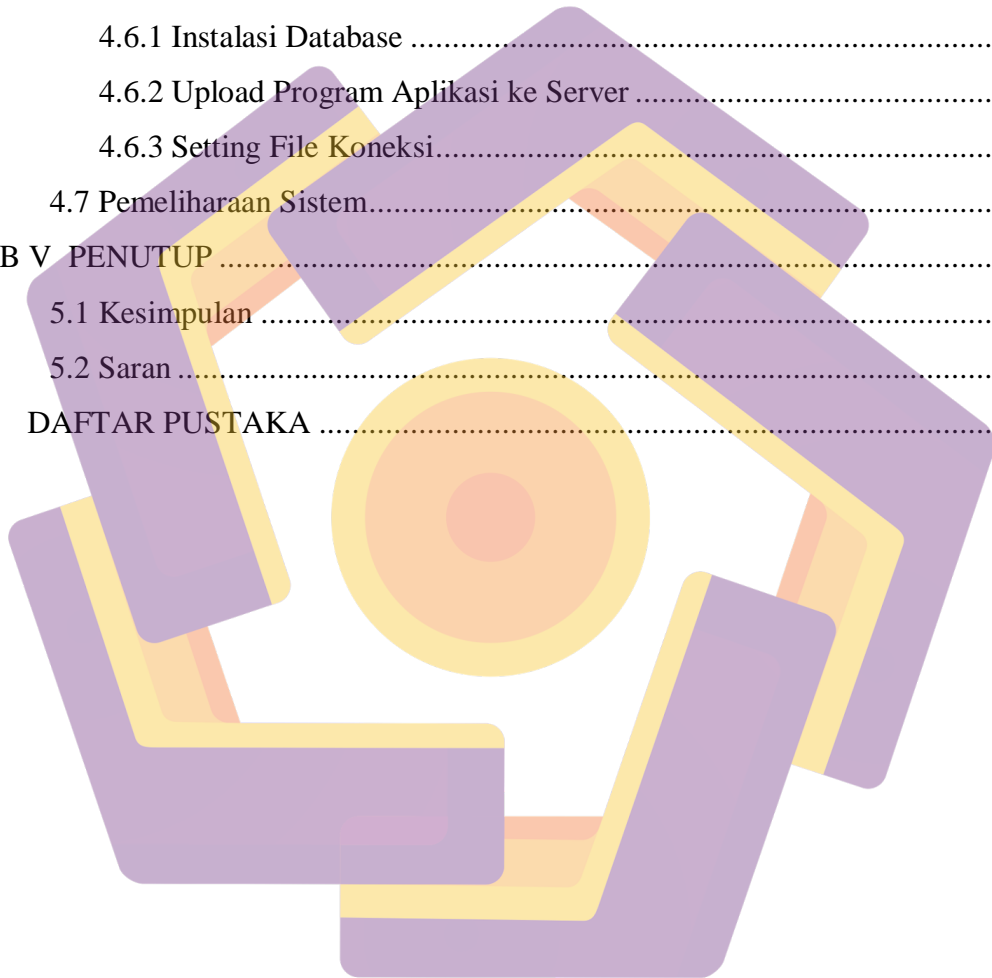 4.6.1 Instalasi Database ......................................................................
4.6.2 Upload Program Aplikasi ke Server ...........................................
4.6.3 Setting File Koneksi...................................................................
4.7 Pemeliharaan Sistem...........................................................................
B V  PENUTUP .............................................................................................
5.1 Kesimpulan ........................................................................................
5.2 Saran ..................................................................................................
DAFTAR PUSTAKA .................................................................................